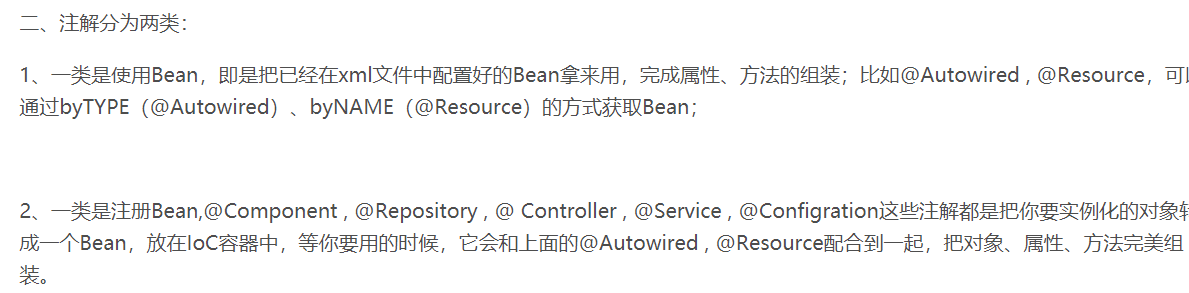 二、注解分为两类：
1、一类是使用Bean，即是把已经在xml文件中配置好的Bean拿来用，完成属性、方法的组装；比如@Autowired , @Resource，可
通过byTYPE（@Autowired）、byNAME（@Resource）的方式获取Bean；
2、一类是注册Bean,@Component , @Repository , @ Controller , @Service , @Configration这些注解都是把你要实例化的对象
成一个Bean，放在IoC容器中，等你要用的时候，它会和上面的@Autowired , @Resource配合到一起，把对象、属性、方法完美组
装。